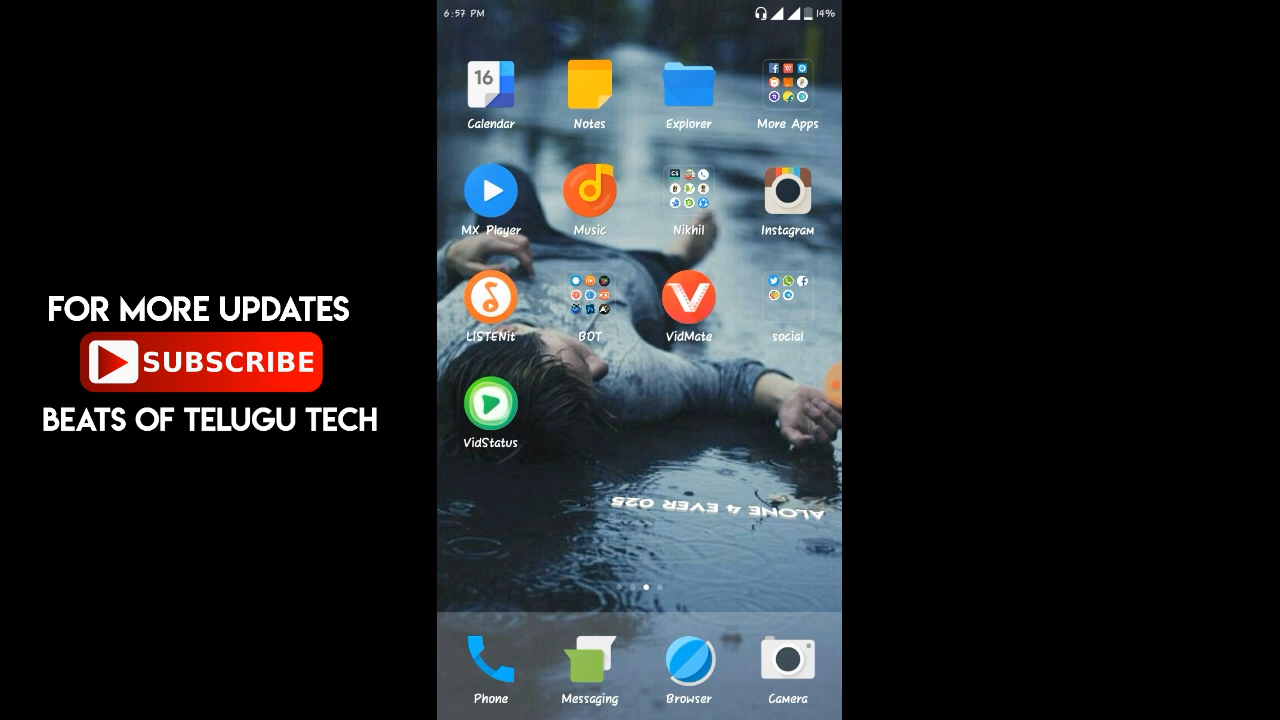 6:57 PM
14%
16
Calendar
Notes
Explorer
More Apps
MX Player
Music
Nikhil
Instagram
LISTENit
BOT
VidMate
social
VidStatus
ALONE 4 EVER 025
Phone
Messaging
Browser
Camera
FOR MORE UPDATES
SUBSCRIBE
BEATS OF TELUGU TECH